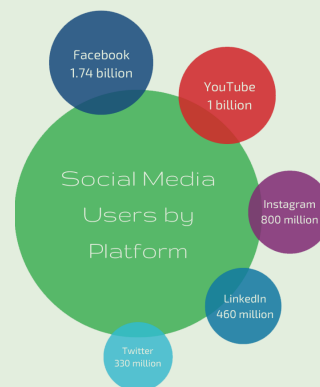 Facebook
1.74 billion
YouTube
1 billion
Social Media
Users by
Platform
Instagram
800 million
LinkedIn
460 million
Twitter
330 million